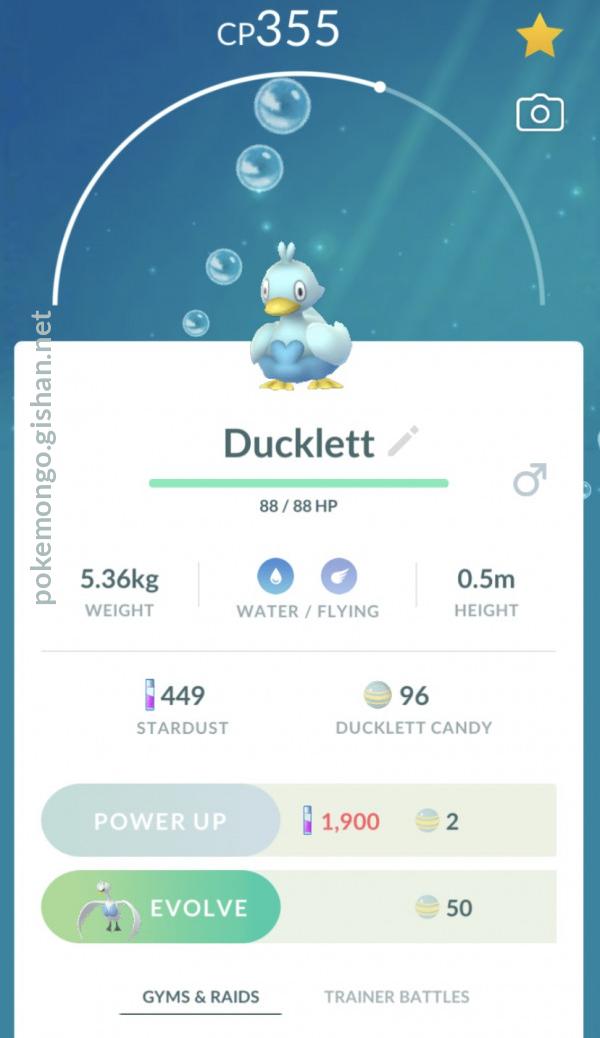 CP355
pokemongo.gishan.net
Ducklett
88 / 88 HP
5.36kg
WEIGHT
WATER / FLYING
0.5m
HEIGHT
449
STARDUST
96
DUCKLETT CANDY
POWER UP 1,900 2
EVOLVE 50
GYMS & RAIDS TRAINER BATTLES